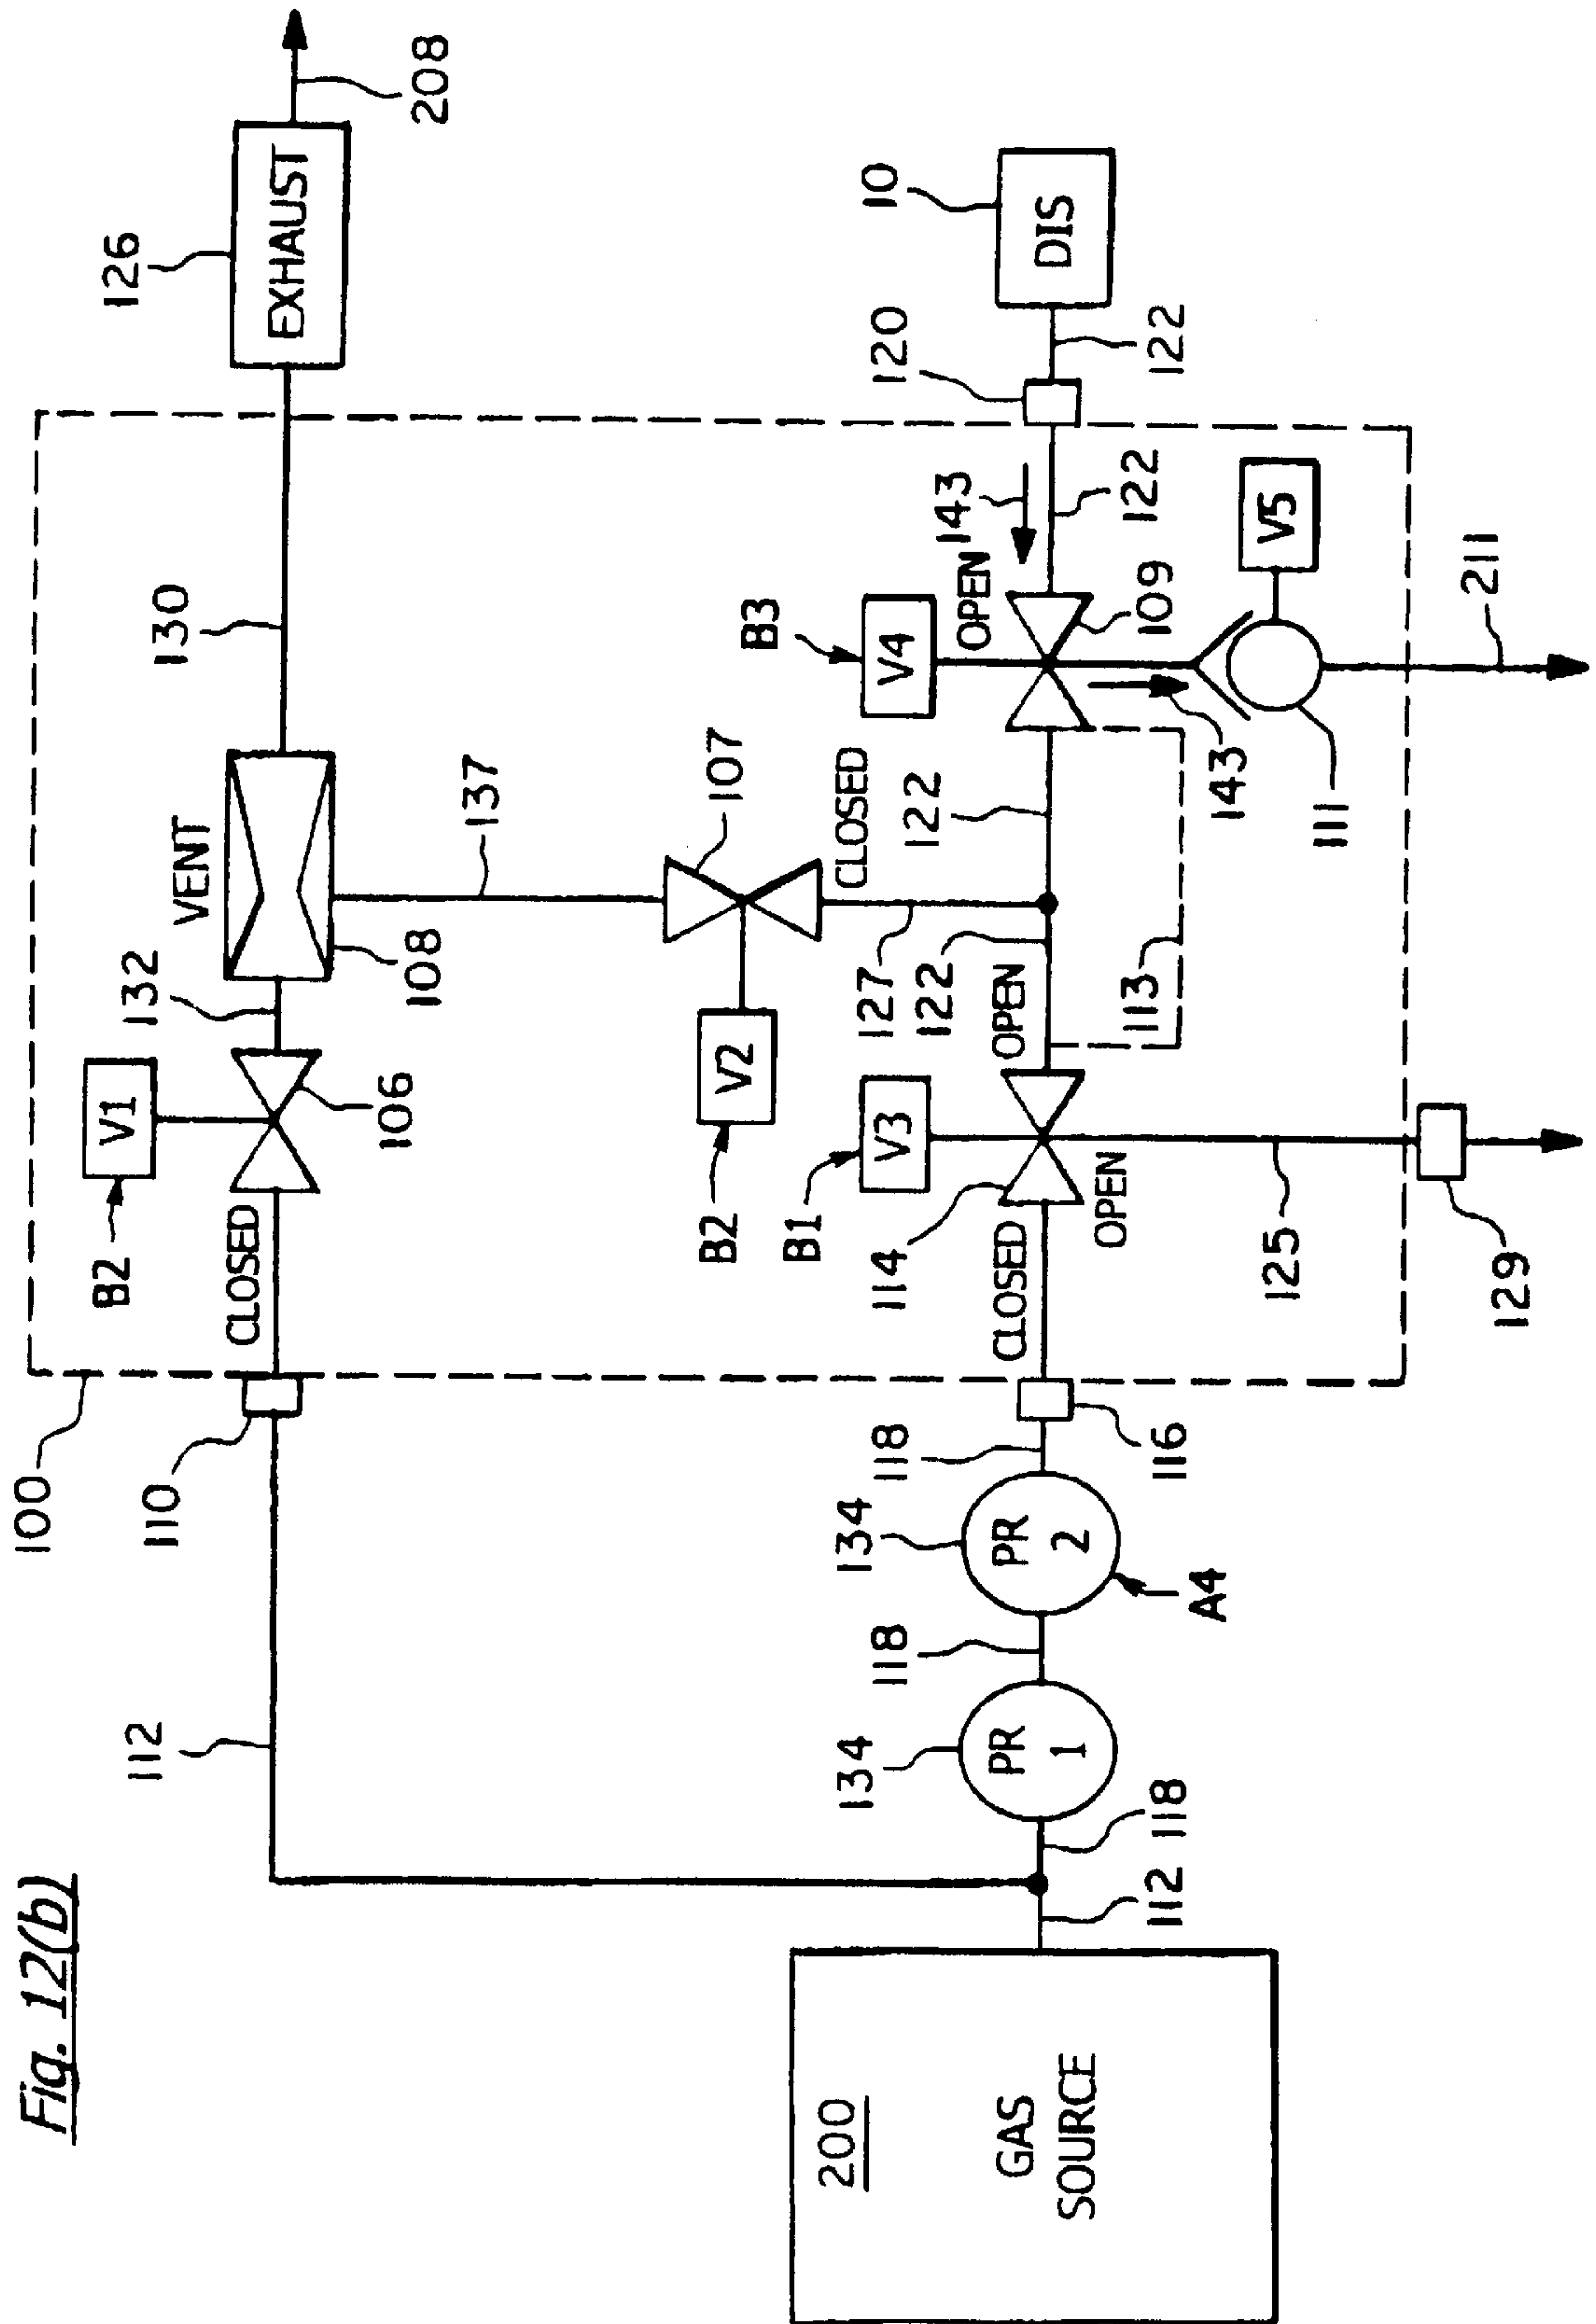 Fig. 12(b)
100
110
112
B2
V1
CLOSED
106
132
VENT
108
130
126
EXHAUST
208
137
107
V2
B2
CLOSED
127
122
122
B3
V4
OPEN
143
109
122
120
122
10
DIS
V5
143
111
211
113
B1
V3
114
OPEN
CLOSED
OPEN
125
129
116
118
134
PR
2
A4
118
134
PR
1
118
112
200
GAS
SOURCE